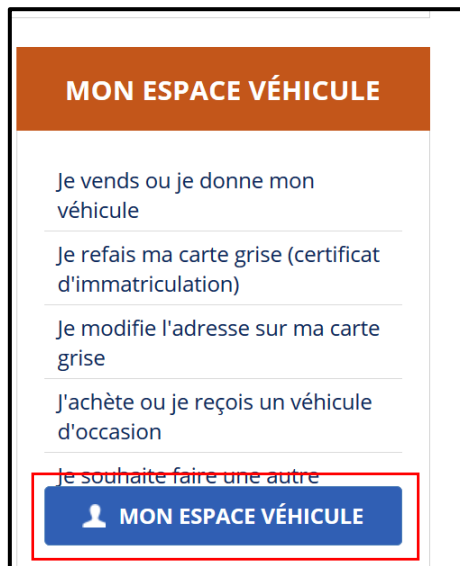 MON ESPACE VÉHICULE
Je vends ou je donne mon
véhicule
Je refais ma carte grise (certificat
d'immatriculation)
Je modifie l'adresse sur ma carte
grise
J'achète ou je reçois un véhicule
d'occasion
Je souhaite faire une autre
MON ESPACE VÉHICULE